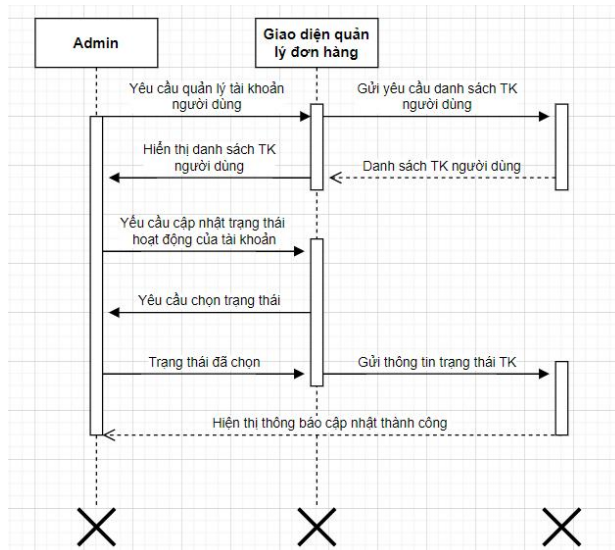 Admin
Giao diện quản
lý đơn hàng
Yêu cầu quản lý tài khoản
người dùng
Gửi yêu cầu danh sách TK
người dùng
Hiển thị danh sách TK
người dùng
Danh sách TK người dùng
Yếu cầu cập nhật trạng thái
hoạt động của tài khoản
Yêu cầu chọn trạng thái
Trạng thái đã chọn
Gửi thông tin trạng thái TK
Hiện thị thông báo cập nhật thành công